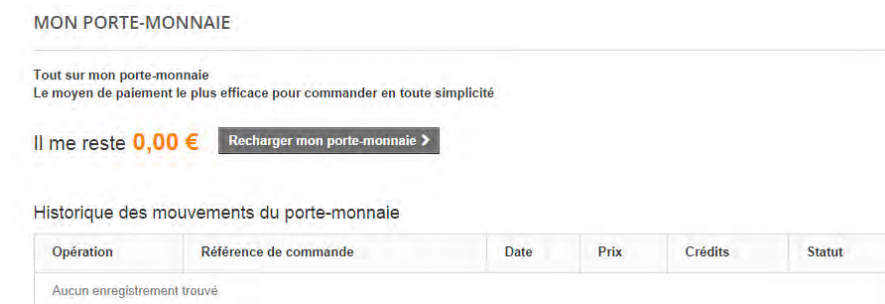 MON PORTE-MONNAIE
Tout sur mon porte-monnaie
Le moyen de paiement le plus efficace pour commander en toute simplicité
Il me reste 0,00 € Recharger mon porte-monnaie
Historique des mouvements du porte-monnaie
Opération Référence de commande Date Prix Crédits Statut
Aucun enregistrement trouvé